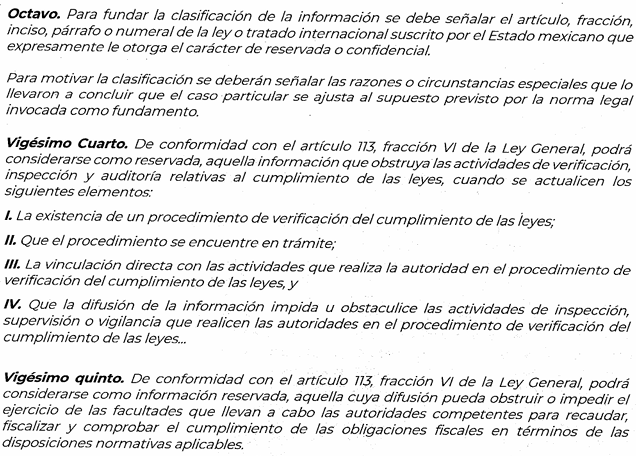 Octavo. Para fundar la clasificación de la información se debe señalar el artículo, fracción,
inciso, párrafo o numeral de la ley o tratado internacional suscrito por el Estado mexicano que
expresamente le otorga el carácter de reservada o confidencial.
Para motivar la clasificación se deberán señalar las razones o circunstancias especiales que lo
llevaron a concluir que el caso particular se ajusta al supuesto previsto por la norma legal
invocada como fundamento.
Vigésimo Cuarto. De conformidad con el artículo 113, fracción VI de la Ley General, podrá
considerarse como reservada, aquella información que obstruya las actividades de verificación,
inspección y auditoría relativas al cumplimiento de las leyes, cuando se actualicen los
siguientes elementos:
I. La existencia de un procedimiento de verificación del cumplimiento de las leyes;
II. Que el procedimiento se encuentre en trámite;
III. La vinculación directa con las actividades que realiza la autoridad en el procedimiento de
verificación del cumplimiento de las leyes, y
IV. Que la difusión de la información impida u obstaculice las actividades de inspección,
supervisión o vigilancia que realicen las autoridades en el procedimiento de verificación del
cumplimiento de las leyes...
Vigésimo quinto. De conformidad con el artículo 113, fracción VI de la Ley General, podrá
considerarse como información reservada, aquella cuya difusión pueda obstruir o impedir el
ejercicio de las facultades que llevan a cabo las autoridades competentes para recaudar,
fiscalizar y comprobar el cumplimiento de las obligaciones fiscales en términos de las
disposiciones normativas aplicables.